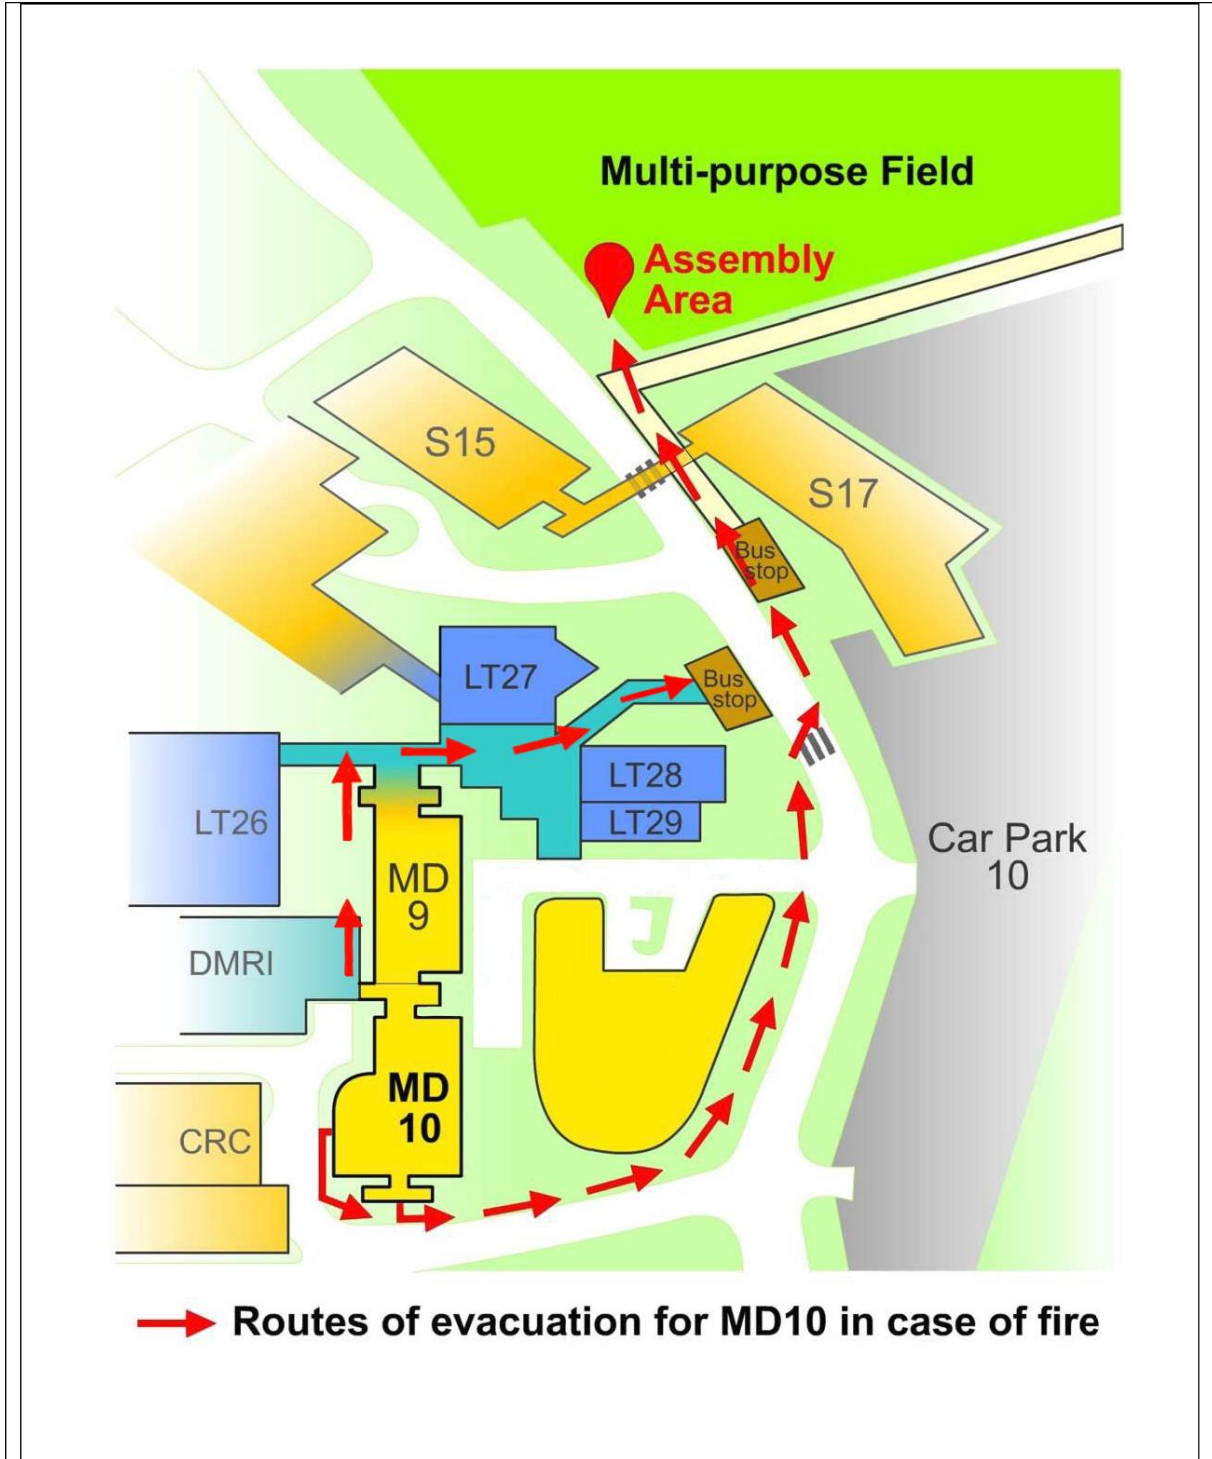 Multi-purpose Field
Assembly
Area
S15
S17
Bus
stop
LT27
Bus
stop
LT28
LT26
LT29
MD
9
Car Park
10
DMRI
MD
10
CRC
Routes of evacuation for MD10 in case of fire